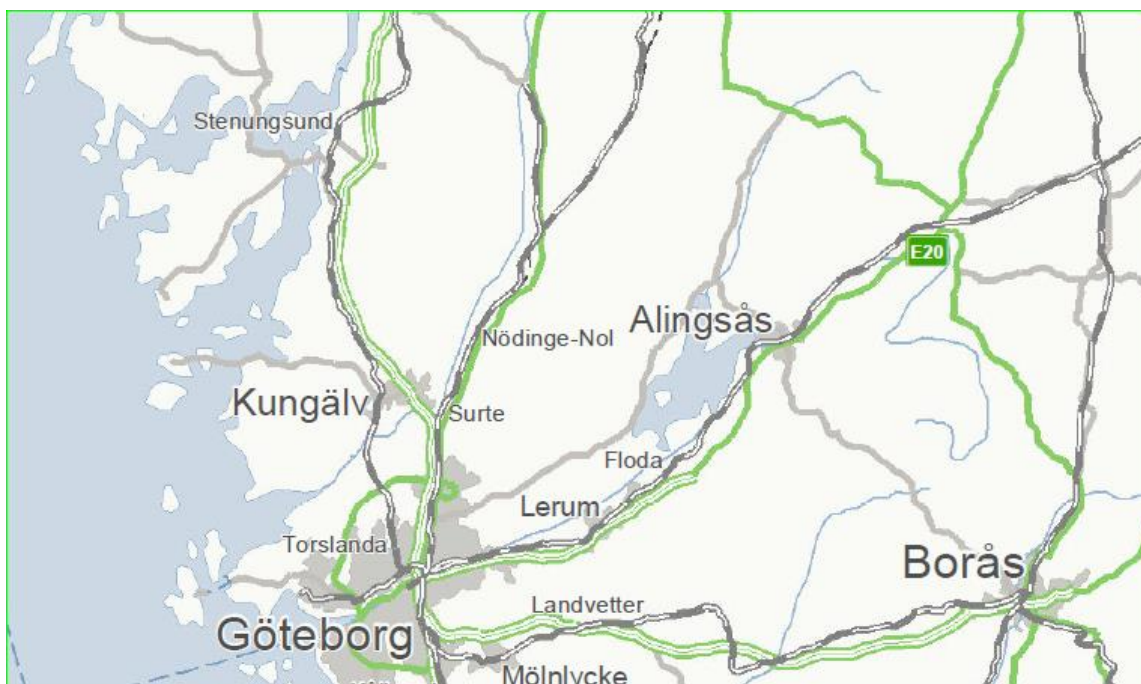 Stenungsund
E20
Alingsås
Nödinge-Nol
Kungälv
Surte
Floda
Lerum
Torslanda
Borås
Landvetter
Göteborg
Mölnlycke